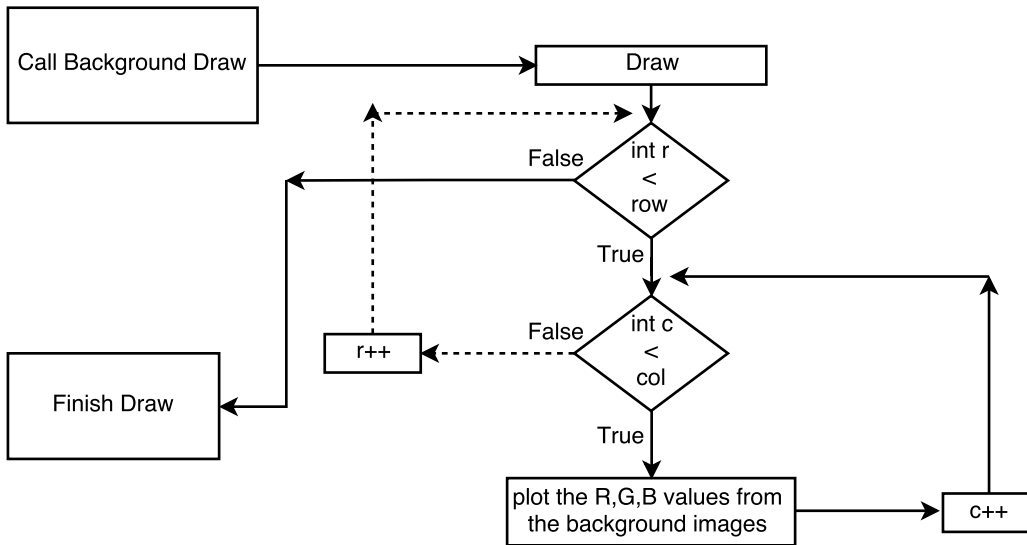 Call Background Draw
Draw
False
int r
<
row
True
False
int c
<
col
r++
Finish Draw
True
plot the R,G,B values from
the background images
c++